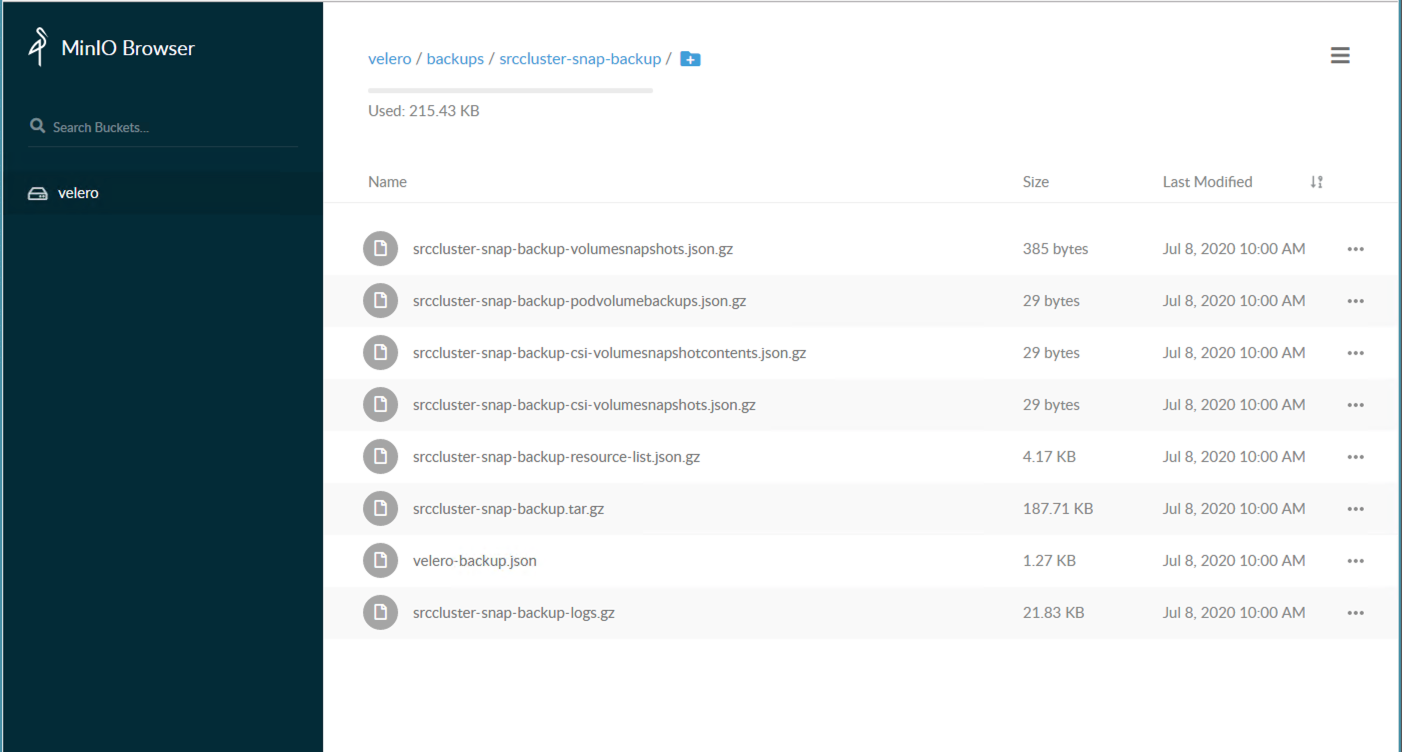 MinIO Browser
Search Buckets...
velero
velero / backups / srccluster-snap-backup /
Used: 215.43 KB
Name Size Last Modified
srccluster-snap-backup-volumesnapshots.json.gz 385 bytes Jul 8, 2020 10:00 AM
srccluster-snap-backup-podvolumebackups.json.gz 29 bytes Jul 8, 2020 10:00 AM
srccluster-snap-backup-csi-volumesnapshotcontents.json.gz 29 bytes Jul 8, 2020 10:00 AM
srccluster-snap-backup-csi-volumesnapshots.json.gz 29 bytes Jul 8, 2020 10:00 AM
srccluster-snap-backup-resource-list.json.gz 4.17 KB Jul 8, 2020 10:00 AM
srccluster-snap-backup.tar.gz 187.71 KB Jul 8, 2020 10:00 AM
velero-backup.json 1.27 KB Jul 8, 2020 10:00 AM
srccluster-snap-backup-logs.gz 21.83 KB Jul 8, 2020 10:00 AM